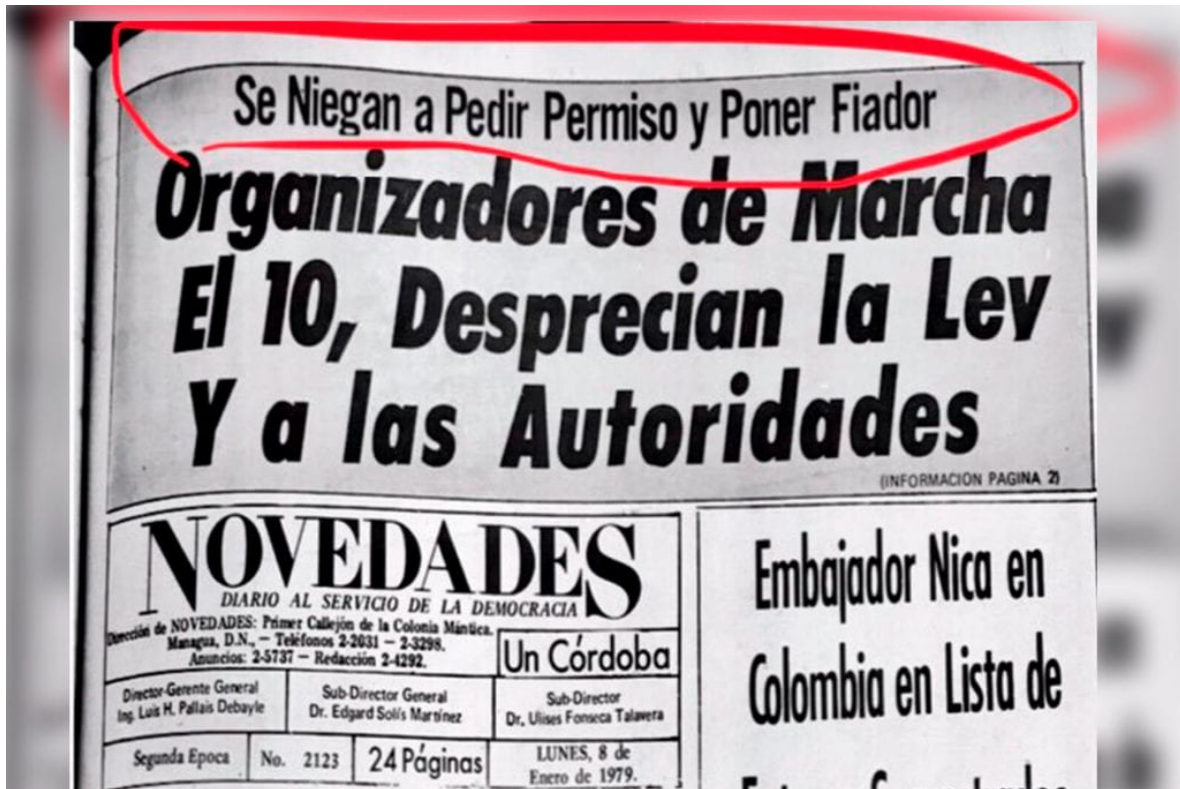 Se Niegan a Pedir Permiso y Poner Fiador
Organizadores de Marcha
El 10, Desprecian la Ley
Y a las Autoridades
(INFORMACION PAGINA 2)
NOVEDADES
DIARIO AL SERVICIO DE LA DEMOCRACIA
Dirección de NOVEDADES: Primer Callejón de la Colonia Mántica.
Managua, D.N., — Teléfonos 2-2031 — 2-3298.
Anuncios: 2-5737 — Redacción 2-4292.
Un Córdoba
Director-Gerente General
Ing. Luis H. Pallais Debayle
Sub-Director General
Dr. Edgard Solís Martínez
Sub-Director
Dr, Ulises Fonseca Talavera
Segunda Epoca
No. 2123
24 Páginas
LUNES, 8 de
Enero de 1979.
Embajador Nica en
Colombia en Lista de